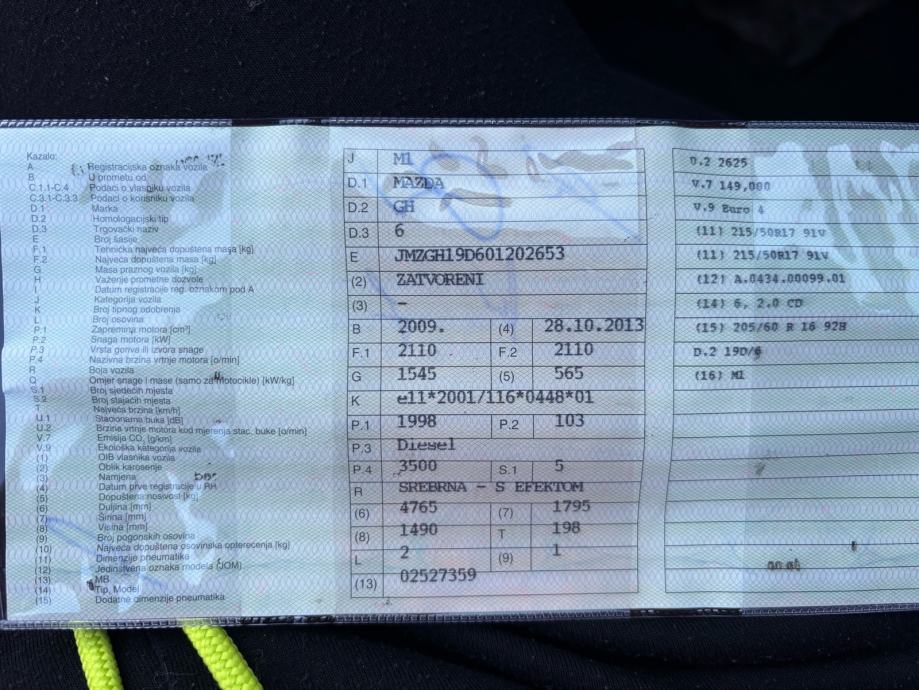 Kazalo:
A Registracijska oznaka vozila
B U prometu od
C.1.1-C.4 Podaci o vlasniku vozila
C.3.1-C.3.3 Podaci o korisniku vozila
D.1 Marka
D.2 Homologacijski tip
D.3 Trgovački naziv
E Broj šasije
F.1 Tehnička najveća dopuštena masa [kg]
F.2 Najveća dopuštena masa [kg]
G Masa praznog vozila [kg]
H Važenje prometne dozvole
I Datum registracije reg. oznakom pod A
J Kategorija vozila
K Broj tipnog odobrenja
L Broj osovina
P.1 Zapremina motora [cm³]
P.2 Snaga motora [kW]
P.3 Vrsta goriva ili izvora snage
P.4 Nazivna brzina vrtnje motora [o/min]
R Boja vozila
Q Omjer snage i mase (samo za motocikle) [kW/kg]
S.1 Broj sjedećih mjesta
S.2 Broj stajaćih mjesta
T Najveća brzina [km/h]
U.1 Stacionarna buka [dB]
U.2 Brzina vrtnje motora kod mjerenja stac. buke [o/min]
V.7 Emisija CO₂ [g/km]
V.9 Ekološka kategorija vozila
(1) OIB vlasnika vozila
(2) Oblik karoserije
(3) Namjena
(4) Datum prve registracije u RH
(5) Dopuštena nosivost [kg]
(6) Duljina [mm]
(7) Širina [mm]
(8) Visina [mm]
(9) Broj pogonskih osovina
(10) Najveća dopuštena osovinska opterećenja [kg]
(11) Dimenzije pneumatika
(12) Jedinstvena oznaka modela (JOM)
(13) MB
(14) Tip, Model
(15) Dodatne dimenzije pneumatika
J M1
D.1 MAZDA
D.2 GH
D.3 6
E JMZGH19D601202653
(2) ZATVORENI
(3) -
B 2009. (4) 28.10.2013
F.1 2110 F.2 2110
G 1545 (5) 565
K e11*2001/116*0448*01
P.1 1998 P.2 103
P.3 Diesel
P.4 3500 S.1 5
R SREBRNA - S EFEKTOM
(6) 4765 (7) 1795
(8) 1490 T 198
L 2 (9) 1
(13) 02527359
D.2 2625
V.7 149,000
V.9 Euro 4
(11) 215/50R17 91V
(11) 215/50R17 91V
(12) A.0434.00099.01
(14) 6, 2.0 CD
(15) 205/60 R 16 92H
D.2 19D/6
(16) M1